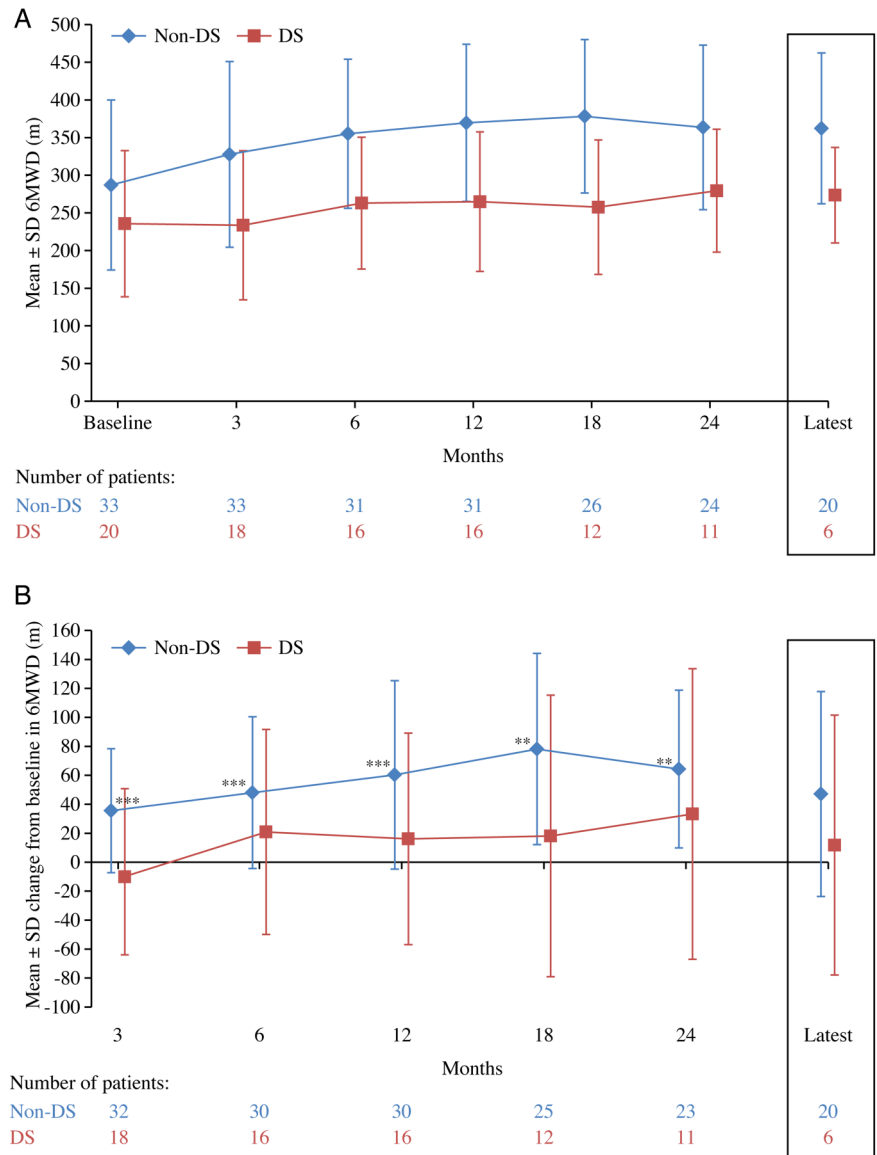 A
500
450
400
350
300
250
200
150
100
50
0
Mean ± SD 6MWD (m)
Non-DS DS
Baseline 3 6 12 18 24 Latest
Months
Number of patients:
Non-DS 33 33 31 31 26 24 20
DS 20 18 16 16 12 11 6
B
160
140
120
100
80
60
40
20
0
-20
-40
-60
-80
-100
Mean ± SD change from baseline in 6MWD (m)
Non-DS DS
*** *** *** ** **
3 6 12 18 24 Latest
Months
Number of patients:
Non-DS 32 30 30 25 23 20
DS 18 16 16 12 11 6